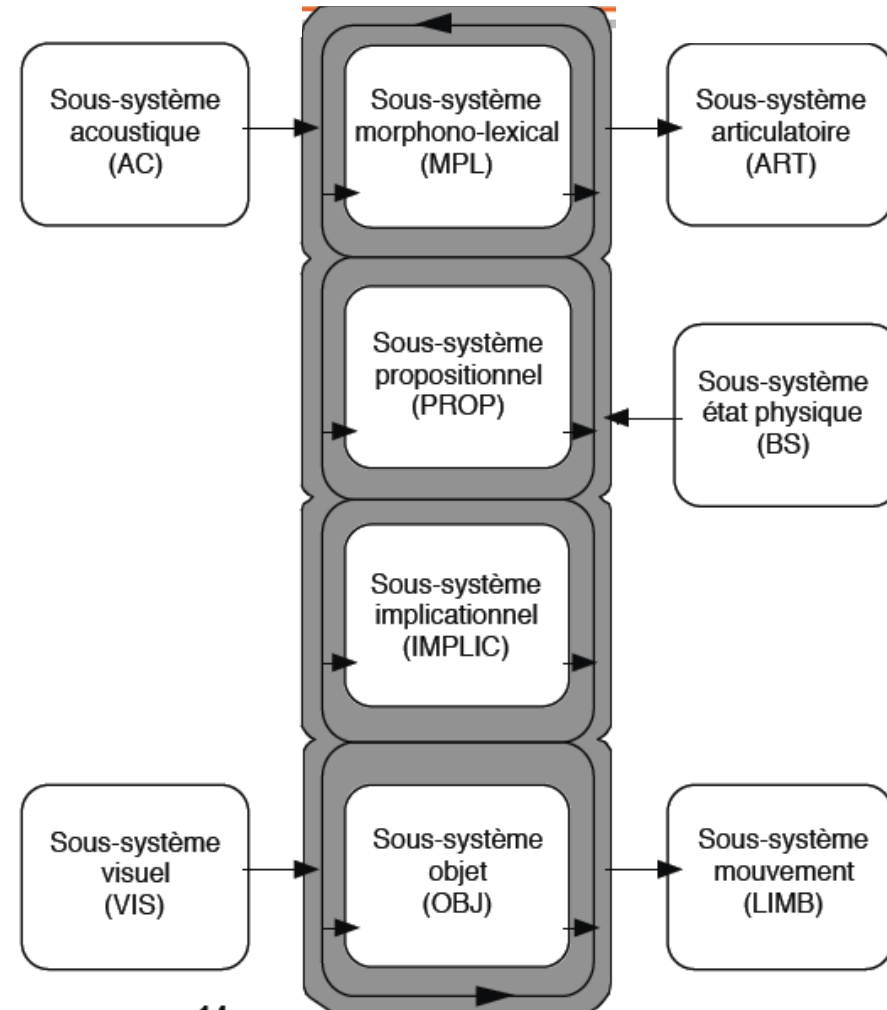 Sous-système
acoustique
(AC)
Sous-système
morphono-lexical
(MPL)
Sous-système
articulatoire
(ART)
Sous-système
propositionnel
(PROP)
Sous-système
état physique
(BS)
Sous-système
implicationnel
(IMPLIC)
Sous-système
visuel
(VIS)
Sous-système
objet
(OBJ)
Sous-système
mouvement
(LIMB)